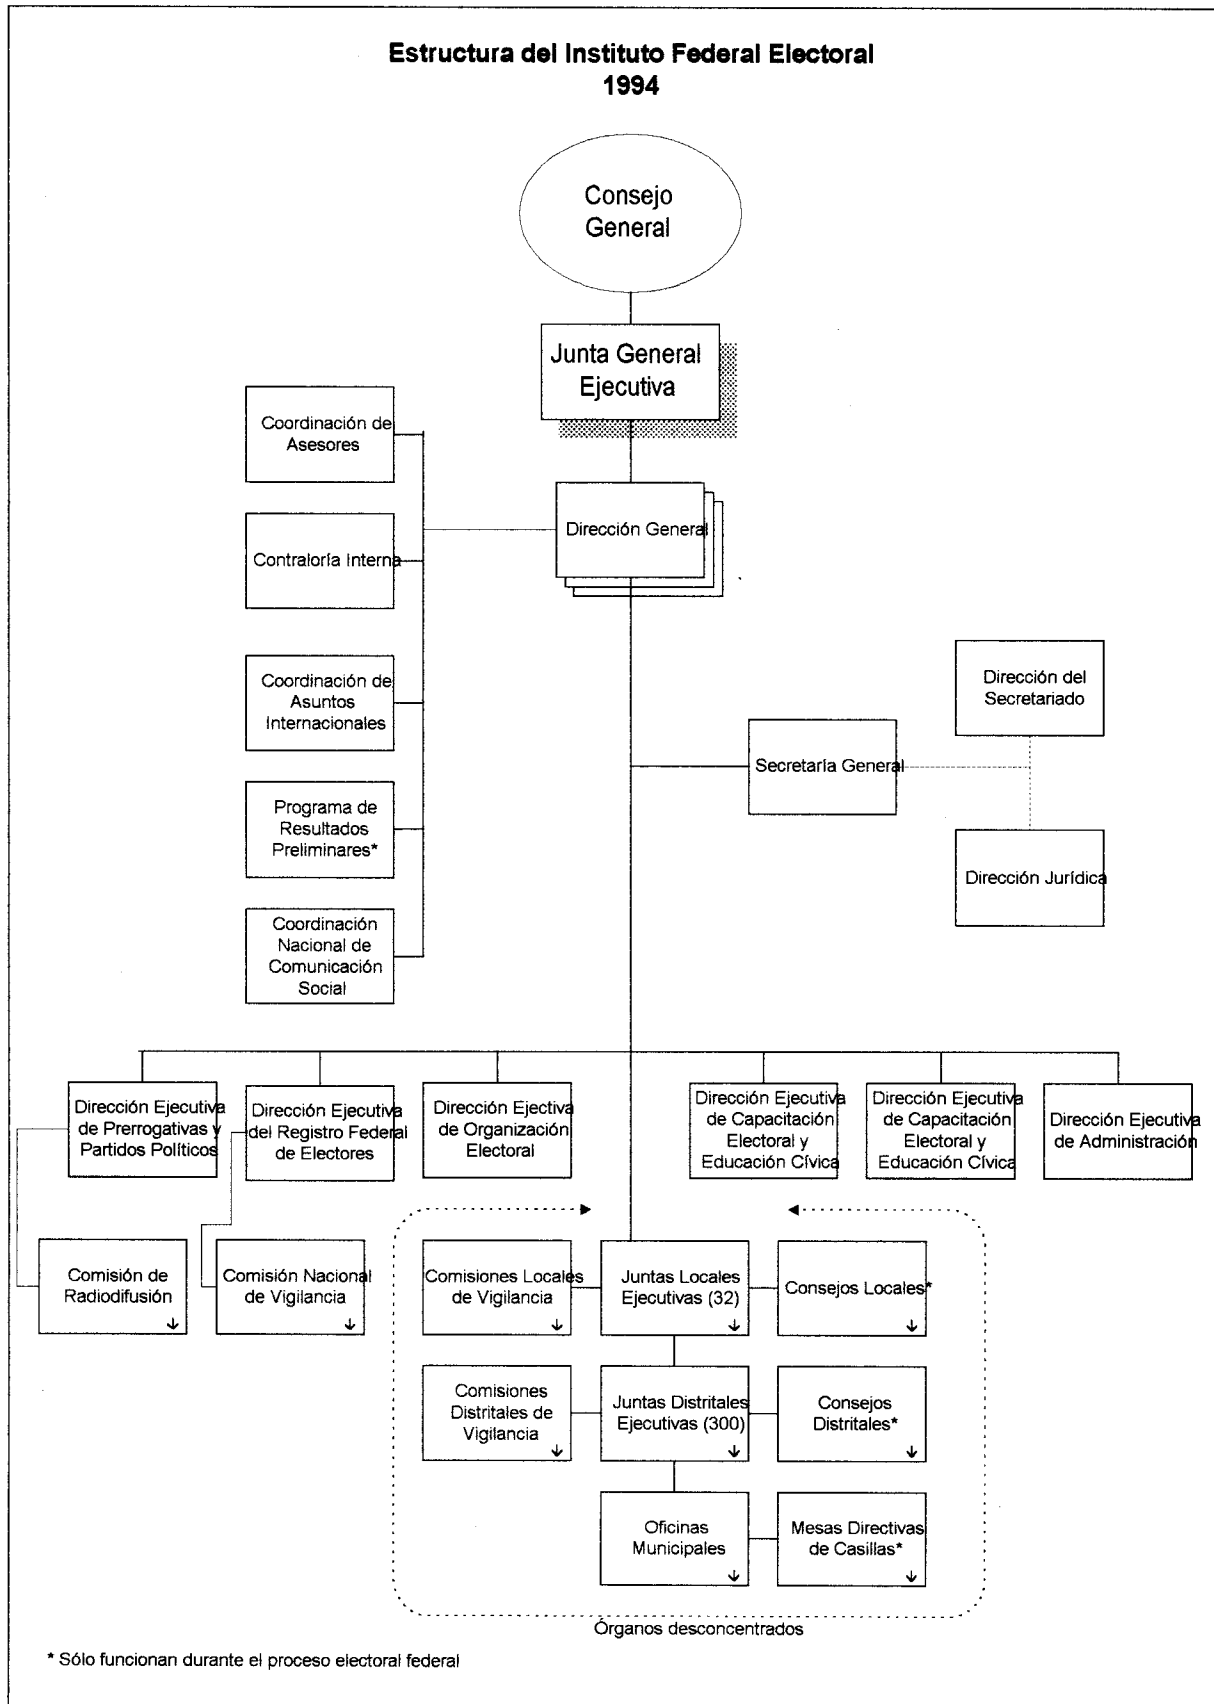 Estructura del Instituto Federal Electoral
1994
Consejo
General
Junta General
Ejecutiva
Coordinación de
Asesores
Dirección General
Contraloría Interna
Coordinación de
Asuntos
Internacionales
Dirección del
Secretariado
Secretaría General
Programa de
Resultados
Preliminares*
Dirección Jurídica
Coordinación
Nacional de
Comunicación
Social
Dirección Ejecutiva
de Prerrogativas y
Partidos Políticos
Dirección Ejecutiva
del Registro Federal
de Electores
Dirección Ejectiva
de Organización
Electoral
Dirección Ejecutiva
de Capacitación
Electoral y
Educación Cívica
Dirección Ejecutiva
de Capacitación
Electoral y
Educación Cívica
Dirección Ejecutiva
de Administración
Comisión de
Radiodifusión
Comisión Nacional
de Vigilancia
Comisiones Locales
de Vigilancia
Juntas Locales
Ejecutivas (32)
Consejos Locales*
Comisiones
Distritales de
Vigilancia
Juntas Distritales
Ejecutivas (300)
Consejos
Distritales*
Oficinas
Municipales
Mesas Directivas
de Casillas*
Órganos desconcentrados
* Sólo funcionan durante el proceso electoral federal